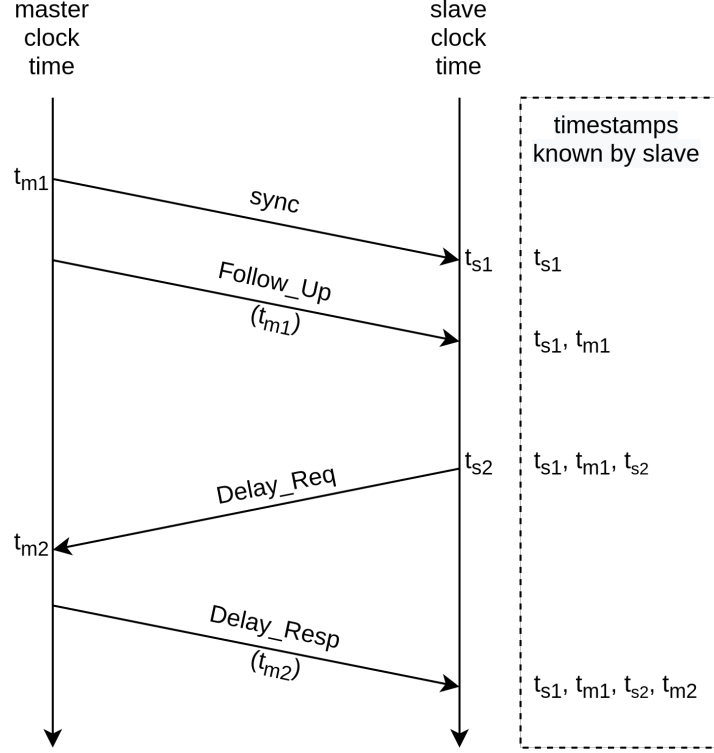 master
clock
time
slave
clock
time
timestamps
known by slave
tm1
sync
ts1
ts1
Follow_Up
(tm1)
ts1, tm1
ts2
ts1, tm1, ts2
Delay_Req
tm2
Delay_Resp
(tm2)
ts1, tm1, ts2, tm2